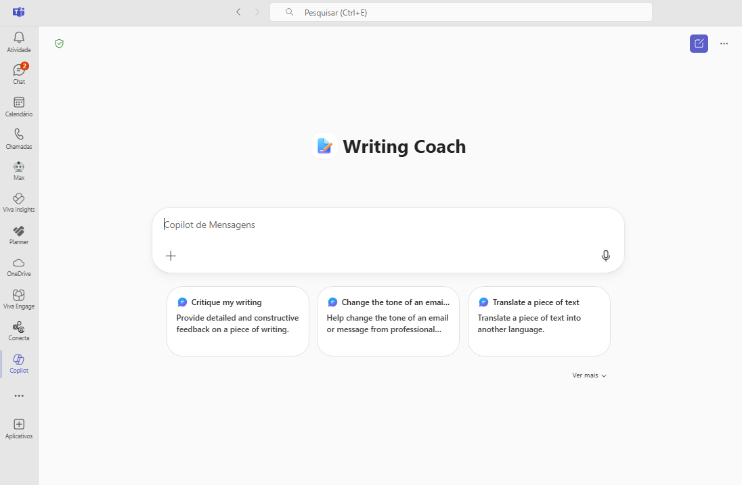 Pesquisar (Ctrl+E)
Atividade
2
Chat
Calendário
Chamadas
Max
Viva Insights
Planner
OneDrive
Viva Engage
Conecta
Copilot
Aplicativos
Writing Coach
Copilot de Mensagens
Critique my writing
Provide detailed and constructive
feedback on a piece of writing.
Change the tone of an emai...
Help change the tone of an email
or message from professional...
Translate a piece of text
Translate a piece of text into
another language.
Ver mais